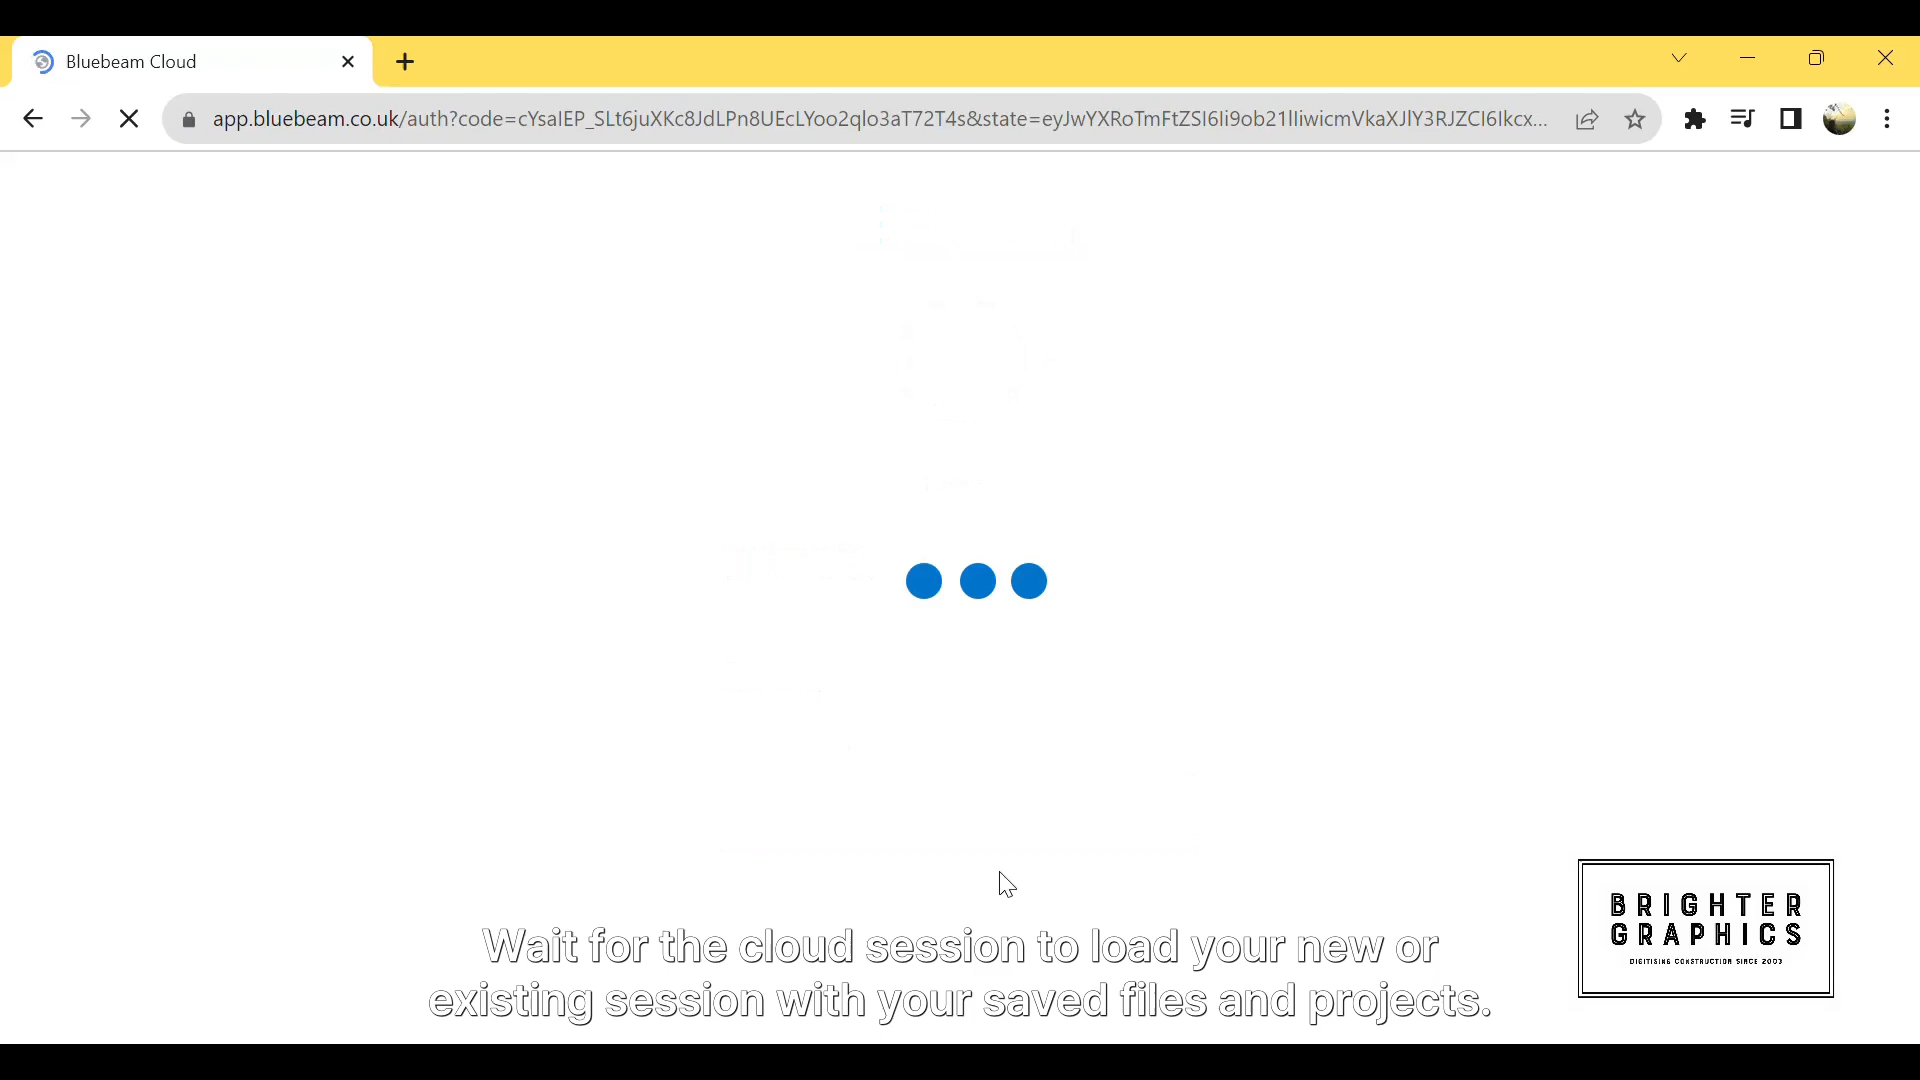 Bluebeam Cloud
app.bluebeam.co.uk/auth?code=cYsaIEP_SLt6juXKc8JdLPn8UEcLYoo2qlo3aT72T4s&state=eyJwYXRoTmFtZSI6Ii9ob21lIiwicmVkaXJlY3RJZCI6Ikcx...
Wait for the cloud session to load your new or
existing session with your saved files and projects.
BRIGHTER
GRAPHICS
DIGITISING CONSTRUCTION SINCE 2003